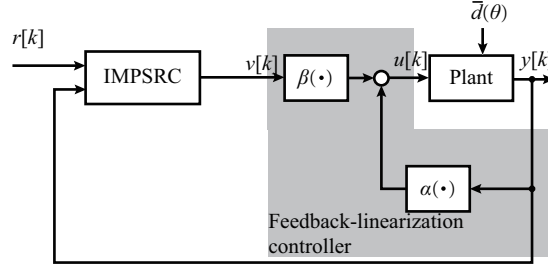 d̅(θ)
r[k]
IMPSRC
v[k]
β(•)
u[k]
Plant
y[k]
α(•)
Feedback-linearization
controller